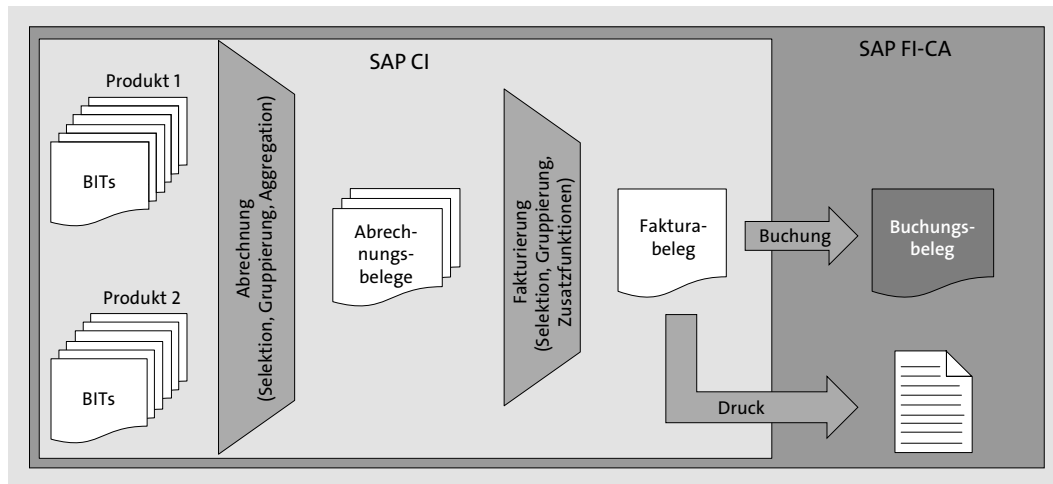 SAP CI
SAP FI-CA
Produkt 1
BITs
Produkt 2
BITs
Abrechnung
(Selektion, Gruppierung, Aggregation)
Abrech-
nungs-
belege
Fakturierung
(Selektion, Gruppierung,
Zusatzfunktionen)
Faktura-
beleg
Buchung
Buchungs-
beleg
Druck